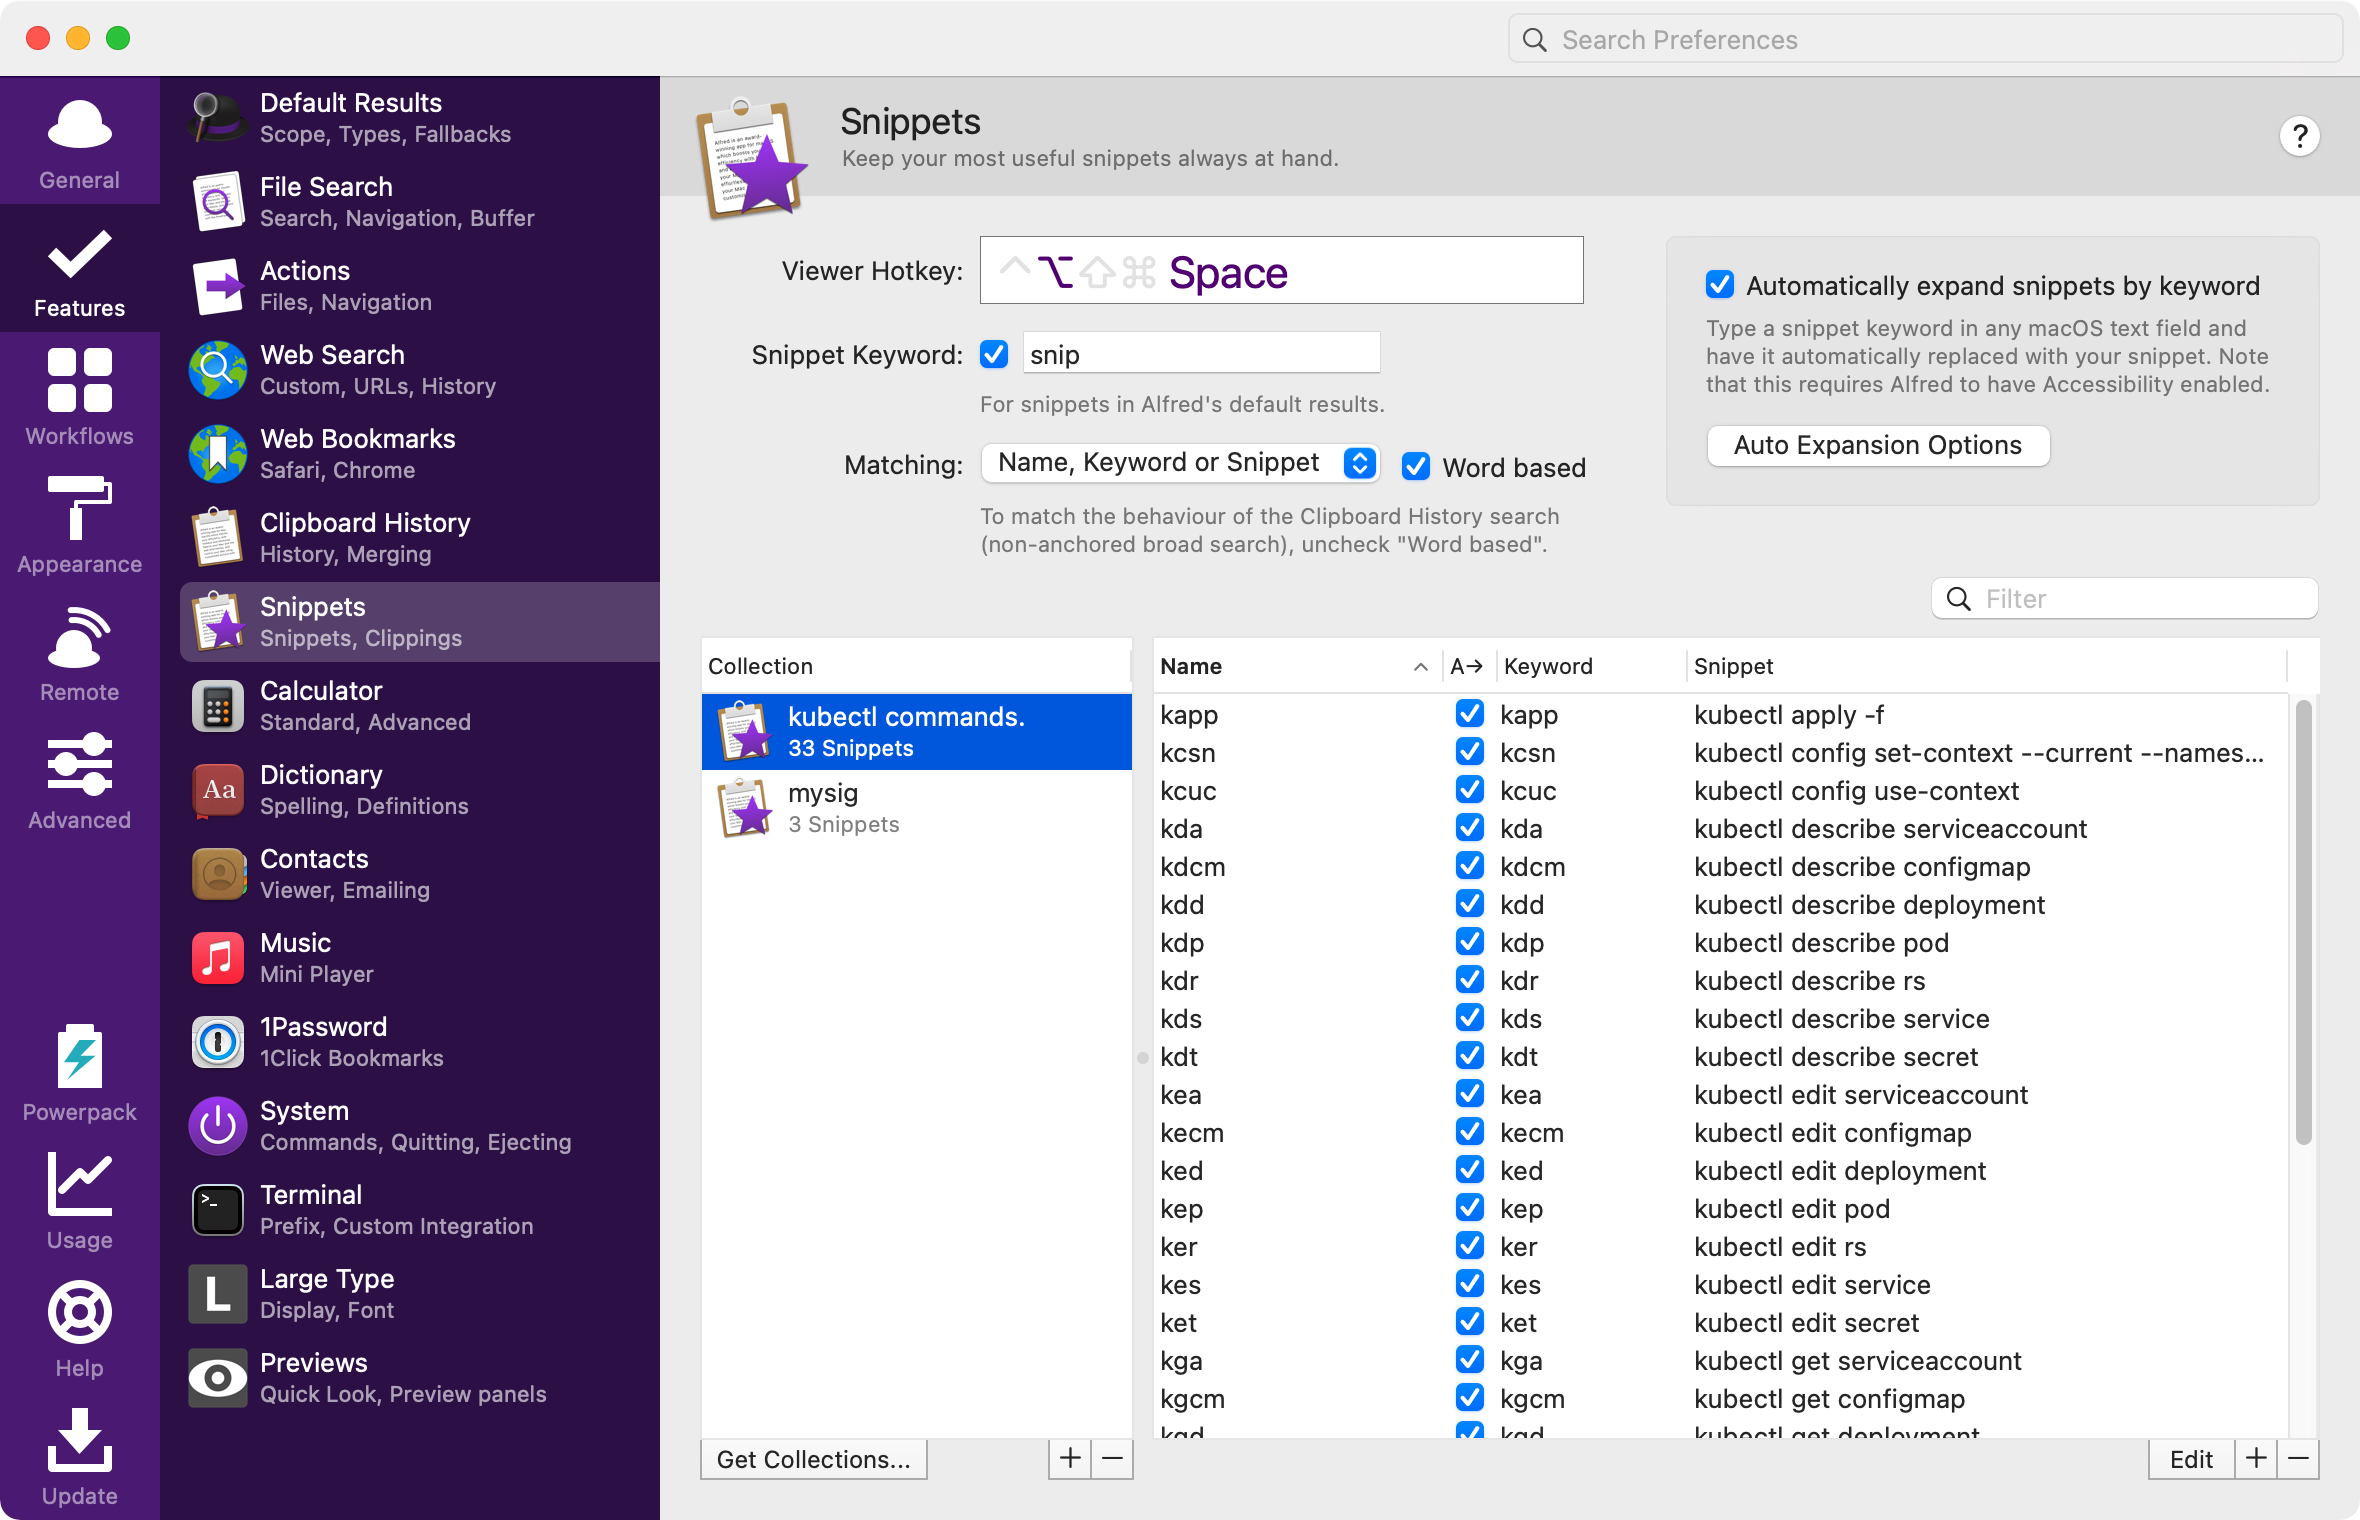 Search Preferences
General
Features
Workflows
Appearance
Remote
Advanced
Powerpack
Usage
Help
Update
Default Results
Scope, Types, Fallbacks
File Search
Search, Navigation, Buffer
Actions
Files, Navigation
Web Search
Custom, URLs, History
Web Bookmarks
Safari, Chrome
Clipboard History
History, Merging
Snippets
Snippets, Clippings
Calculator
Standard, Advanced
Aa
Dictionary
Spelling, Definitions
Contacts
Viewer, Emailing
Music
Mini Player
1Password
1Click Bookmarks
System
Commands, Quitting, Ejecting
>_
Terminal
Prefix, Custom Integration
L
Large Type
Display, Font
Previews
Quick Look, Preview panels
Snippets
Keep your most useful snippets always at hand.
?
Viewer Hotkey: ^⌥⇧⌘ Space
Snippet Keyword: snip
For snippets in Alfred's default results.
Matching: Name, Keyword or Snippet Word based
To match the behaviour of the Clipboard History search
(non-anchored broad search), uncheck "Word based".
Automatically expand snippets by keyword
Type a snippet keyword in any macOS text field and
have it automatically replaced with your snippet. Note
that this requires Alfred to have Accessibility enabled.
Auto Expansion Options
Filter
Collection
kubectl commands.
33 Snippets
mysig
3 Snippets
Name A→ Keyword Snippet
kapp kapp kubectl apply -f
kcsn kcsn kubectl config set-context --current --names...
kcuc kcuc kubectl config use-context
kda kda kubectl describe serviceaccount
kdcm kdcm kubectl describe configmap
kdd kdd kubectl describe deployment
kdp kdp kubectl describe pod
kdr kdr kubectl describe rs
kds kds kubectl describe service
kdt kdt kubectl describe secret
kea kea kubectl edit serviceaccount
kecm kecm kubectl edit configmap
ked ked kubectl edit deployment
kep kep kubectl edit pod
ker ker kubectl edit rs
kes kes kubectl edit service
ket ket kubectl edit secret
kga kga kubectl get serviceaccount
kgcm kgcm kubectl get configmap
kgd kgd kubectl get deployment
Get Collections... + −
Edit + −